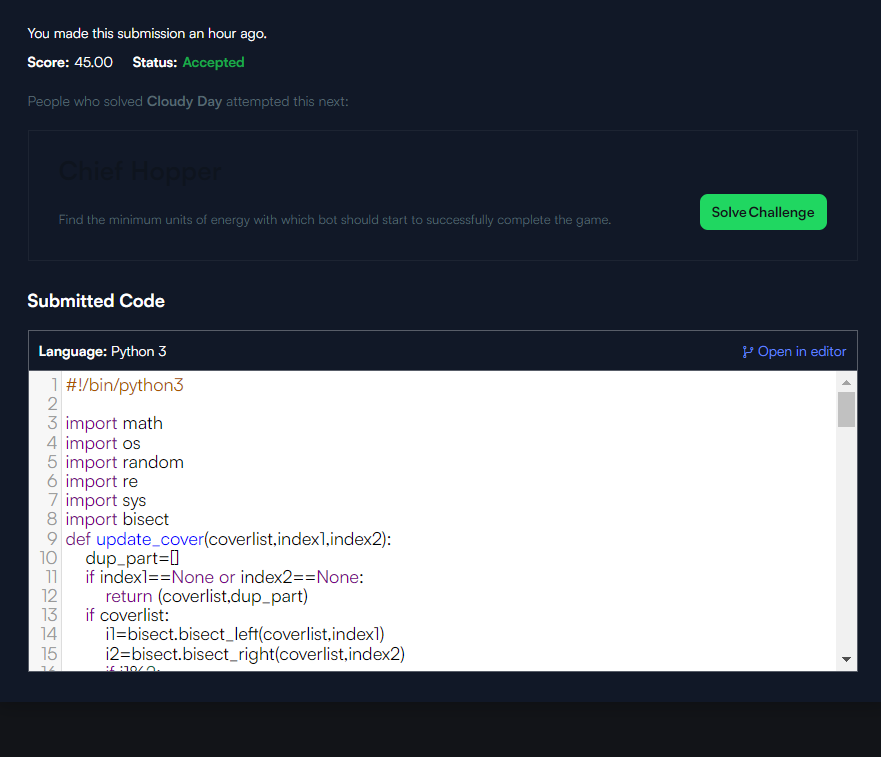 You made this submission an hour ago.
Score: 45.00 Status: Accepted
People who solved Cloudy Day attempted this next:
Chief Hopper
Find the minimum units of energy with which bot should start to successfully complete the game.
Solve Challenge
Submitted Code
Language: Python 3
Open in editor
1 #!/bin/python3
2
3 import math
4 import os
5 import random
6 import re
7 import sys
8 import bisect
9 def update_cover(coverlist,index1,index2):
10 dup_part=[]
11 if index1==None or index2==None:
12 return (coverlist,dup_part)
13 if coverlist:
14 i1=bisect.bisect_left(coverlist,index1)
15 i2=bisect.bisect_right(coverlist,index2)